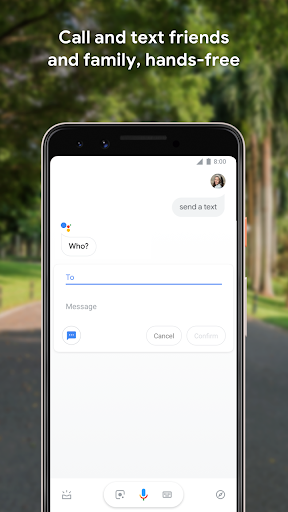 Call and text friends
and family, hands-free
8:00
send a text
Who?
To
Message
Cancel
Confirm